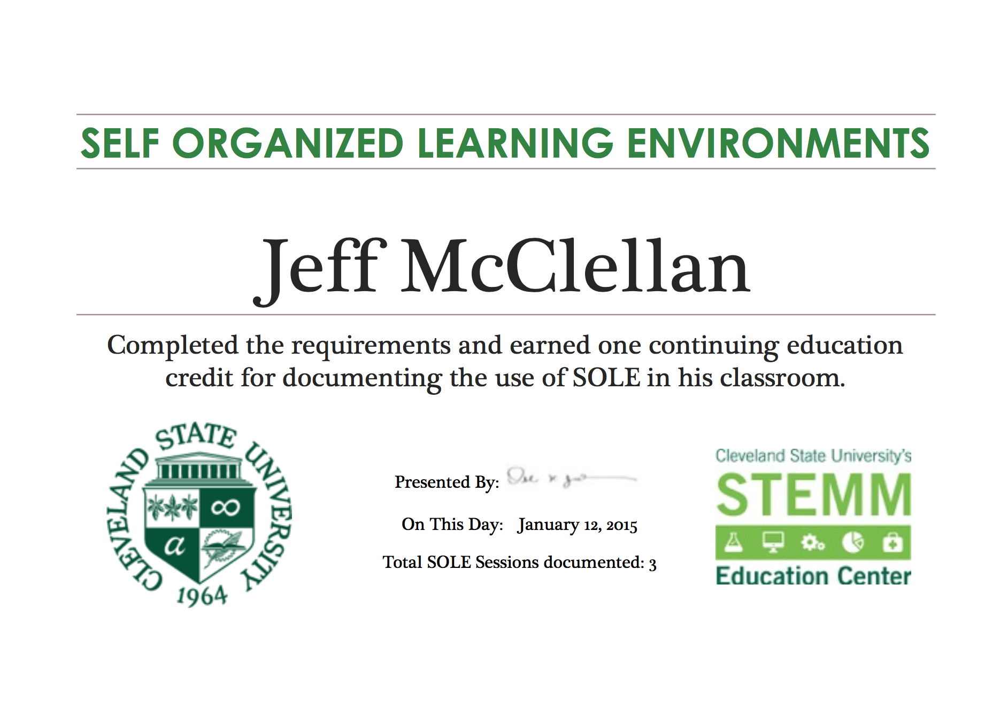 SELF ORGANIZED LEARNING ENVIRONMENTS
Jeff McClellan
Completed the requirements and earned one continuing education
credit for documenting the use of SOLE in his classroom.
CLEVELAND STATE UNIVERSITY
∞
a
1964
Presented By:
On This Day: January 12, 2015
Total SOLE Sessions documented: 3
Cleveland State University's
STEMM
Education Center